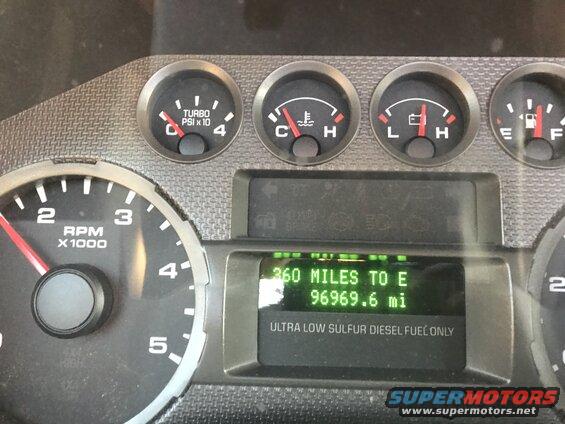 TURBO
PSI x 10
0 4
C H
L H
E F
2 3
4
5
RPM
X1000
360 MILES TO E
96969.6 mi
ULTRA LOW SULFUR DIESEL FUEL ONLY
2
SUPERMOTORS
www.supermotors.net